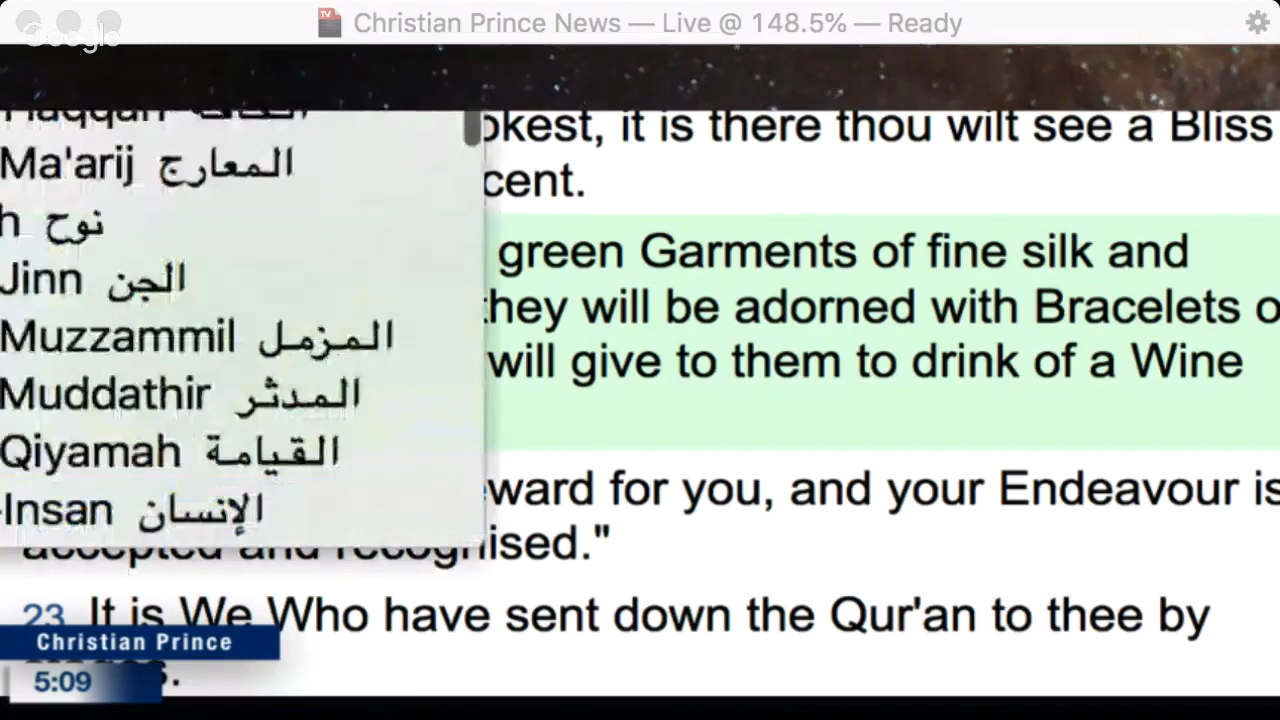 Christian Prince News — Live @ 148.5% — Ready
Google
Haqqah الحاقة
Ma'arij المعارج
h نوح
Jinn الجن
Muzzammil المزمل
Muddathir المدثر
Qiyamah القيامة
-Insan الإنسان
okest, it is there thou wilt see a Bliss
cent.
green Garments of fine silk and
they will be adorned with Bracelets o
will give to them to drink of a Wine
eward for you, and your Endeavour is
accepted and recognised."
23 It is We Who have sent down the Qur'an to thee by
Christian Prince
5:09